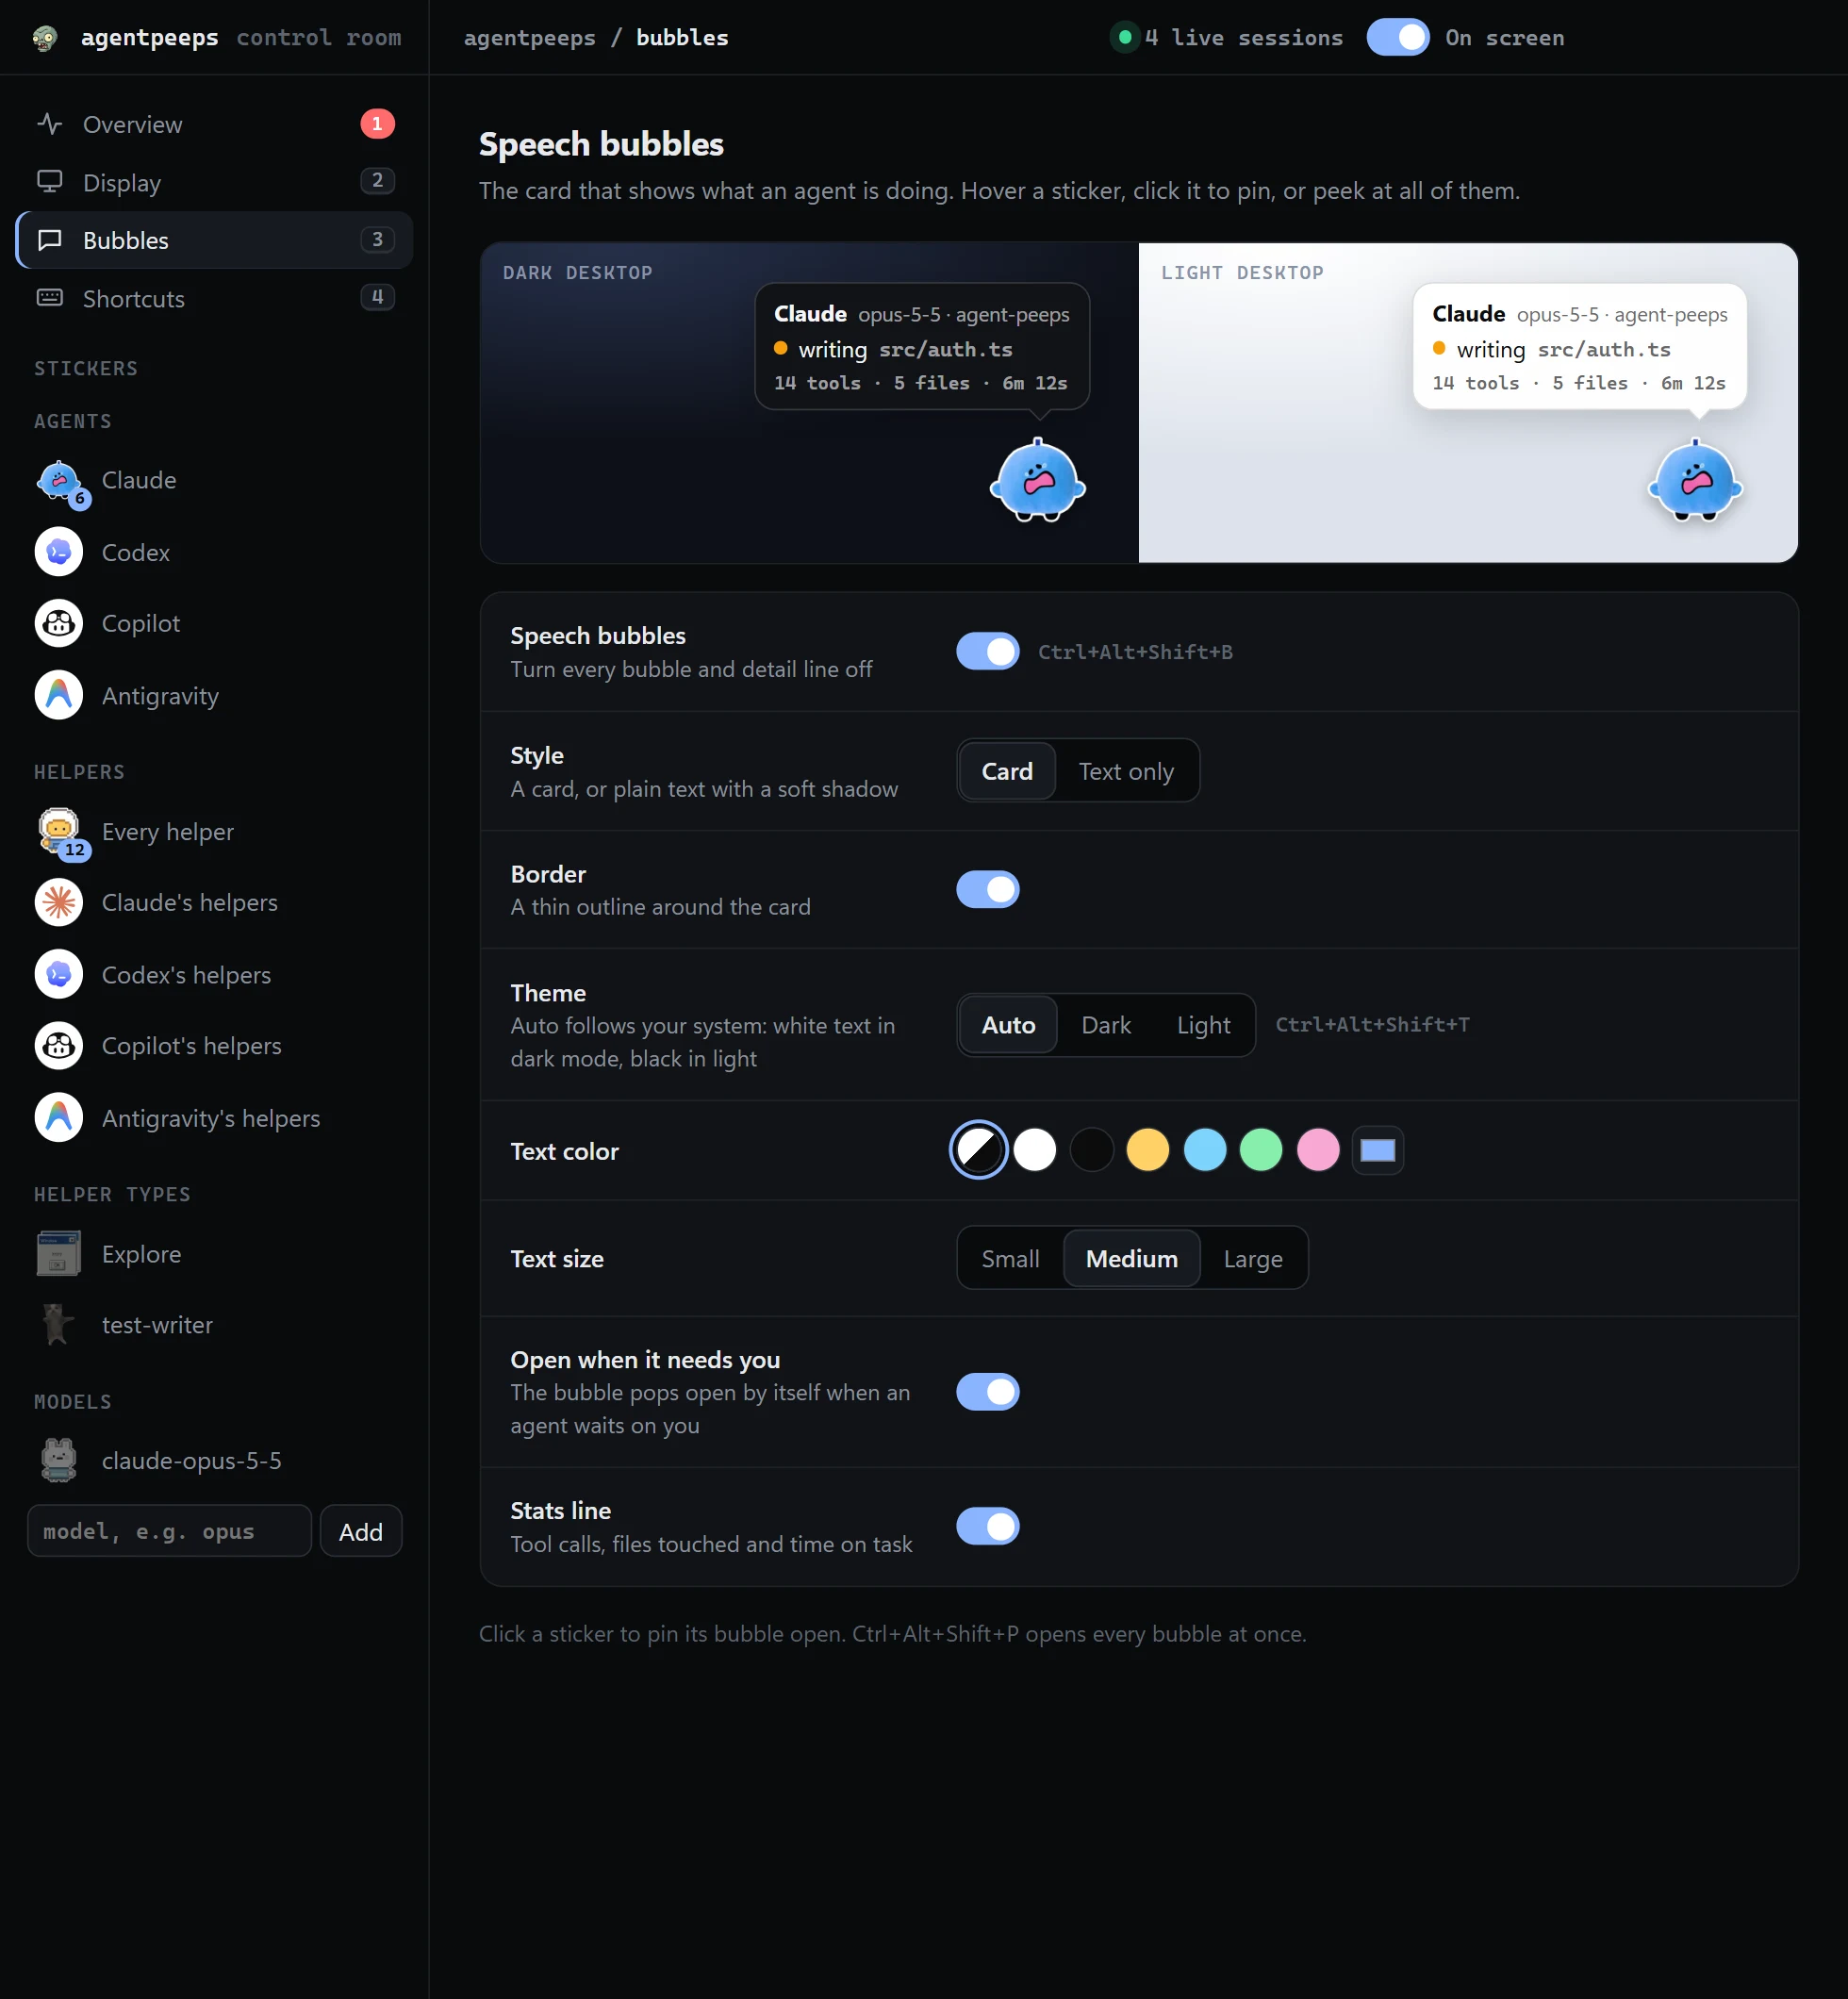 agentpeeps control room
agentpeeps / bubbles
4 live sessions
On screen
Overview 1
Display 2
Bubbles 3
Shortcuts 4
STICKERS
AGENTS
Claude
6
Codex
Copilot
Antigravity
HELPERS
Every helper
12
Claude's helpers
Codex's helpers
Copilot's helpers
Antigravity's helpers
HELPER TYPES
Explore
test-writer
MODELS
claude-opus-5-5
model, e.g. opus
Add
Speech bubbles
The card that shows what an agent is doing. Hover a sticker, click it to pin, or peek at all of them.
DARK DESKTOP
Claude opus-5-5 · agent-peeps
writing src/auth.ts
14 tools · 5 files · 6m 12s
LIGHT DESKTOP
Claude opus-5-5 · agent-peeps
writing src/auth.ts
14 tools · 5 files · 6m 12s
Speech bubbles
Turn every bubble and detail line off
Ctrl+Alt+Shift+B
Style
A card, or plain text with a soft shadow
Card Text only
Border
A thin outline around the card
Theme
Auto follows your system: white text in
dark mode, black in light
Auto Dark Light
Ctrl+Alt+Shift+T
Text color
Text size
Small Medium Large
Open when it needs you
The bubble pops open by itself when an
agent waits on you
Stats line
Tool calls, files touched and time on task
Click a sticker to pin its bubble open. Ctrl+Alt+Shift+P opens every bubble at once.